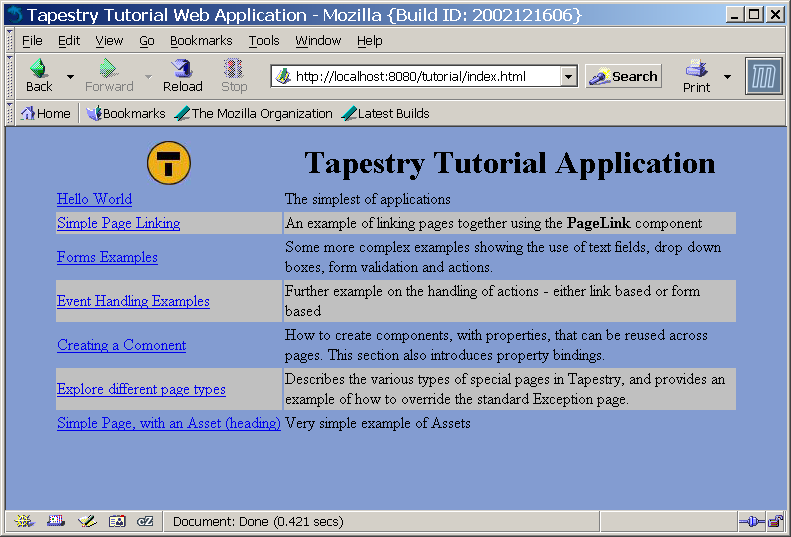 Tapestry Tutorial Web Application - Mozilla {Build ID: 2002121606}
File Edit View Go Bookmarks Tools Window Help
Back Forward Reload Stop http://localhost:8080/tutorial/index.html Search Print
Home Bookmarks The Mozilla Organization Latest Builds
T Tapestry Tutorial Application
Hello World The simplest of applications
Simple Page Linking An example of linking pages together using the PageLink component
Forms Examples Some more complex examples showing the use of text fields, drop down
boxes, form validation and actions.
Event Handling Examples Further example on the handling of actions - either link based or form
based
Creating a Comonent How to create components, with properties, that can be reused across
pages. This section also introduces property bindings.
Explore different page types Describes the various types of special pages in Tapestry, and provides an
example of how to override the standard Exception page.
Simple Page, with an Asset (heading) Very simple example of Assets
cZ Document: Done (0.421 secs)